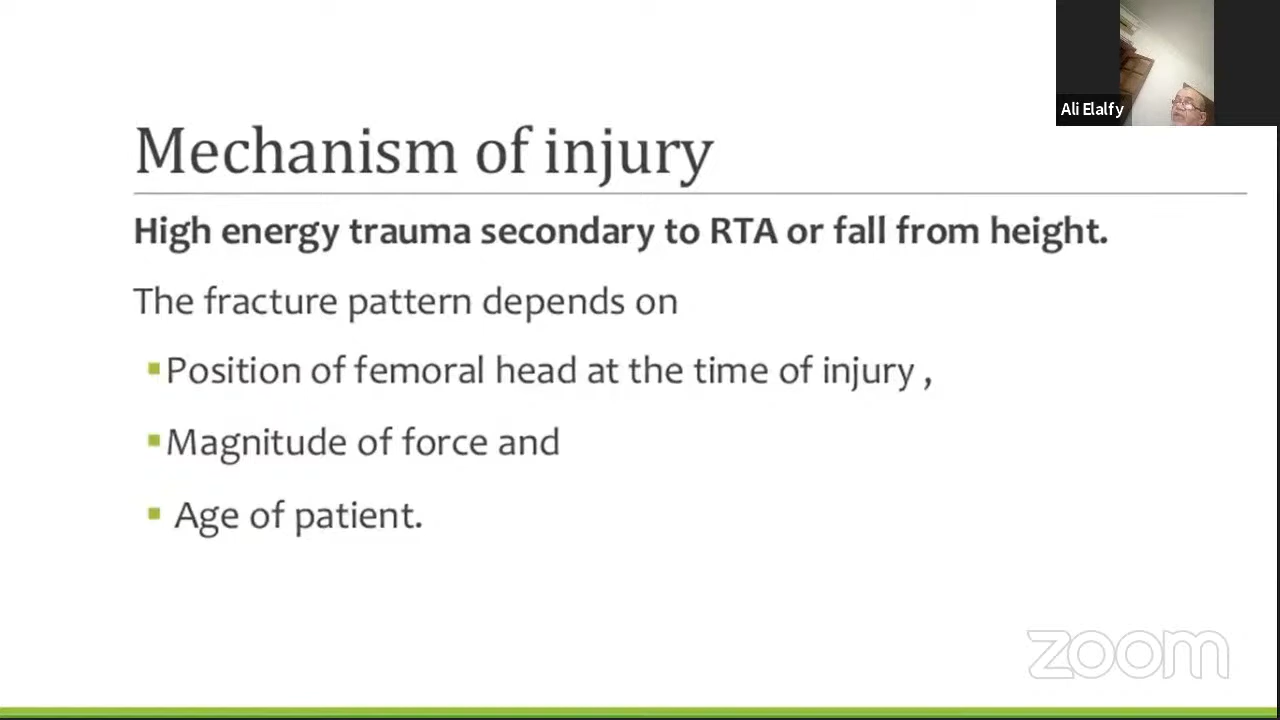 Ali Elalfy
Mechanism of injury
High energy trauma secondary to RTA or fall from height.
The fracture pattern depends on
Position of femoral head at the time of injury ,
Magnitude of force and
Age of patient.
zoom